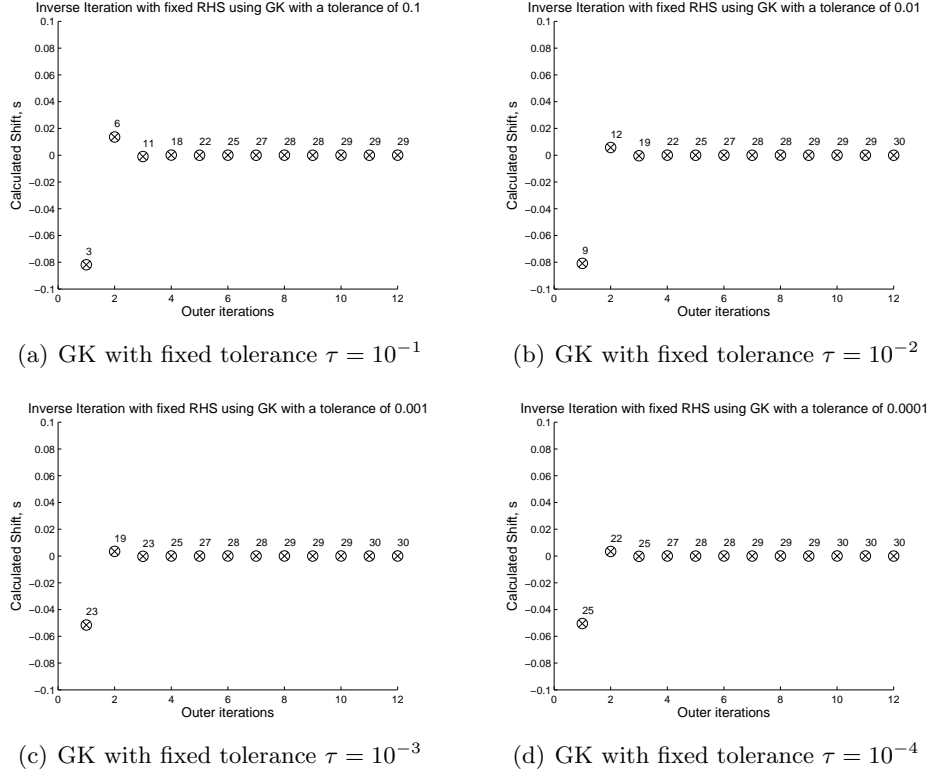 Inverse Iteration with fixed RHS using GK with a tolerance of 0.1
0.1
0.08
0.06
0.04
0.02
0
−0.02
−0.04
−0.06
−0.08
−0.1
Calculated Shift, s
3 6 11 18 22 25 27 28 28 29 29 29
0 2 4 6 8 10 12
Outer iterations
(a) GK with fixed tolerance τ = 10⁻¹
Inverse Iteration with fixed RHS using GK with a tolerance of 0.01
0.1
0.08
0.06
0.04
0.02
0
−0.02
−0.04
−0.06
−0.08
−0.1
Calculated Shift, s
9 12 19 22 25 27 28 28 29 29 29 30
0 2 4 6 8 10 12
Outer iterations
(b) GK with fixed tolerance τ = 10⁻²
Inverse Iteration with fixed RHS using GK with a tolerance of 0.001
0.1
0.08
0.06
0.04
0.02
0
−0.02
−0.04
−0.06
−0.08
−0.1
Calculated Shift, s
23 19 23 25 27 28 28 29 29 29 30 30
0 2 4 6 8 10 12
Outer iterations
(c) GK with fixed tolerance τ = 10⁻³
Inverse Iteration with fixed RHS using GK with a tolerance of 0.0001
0.1
0.08
0.06
0.04
0.02
0
−0.02
−0.04
−0.06
−0.08
−0.1
Calculated Shift, s
25 22 25 27 28 28 29 29 30 30 30 30
0 2 4 6 8 10 12
Outer iterations
(d) GK with fixed tolerance τ = 10⁻⁴